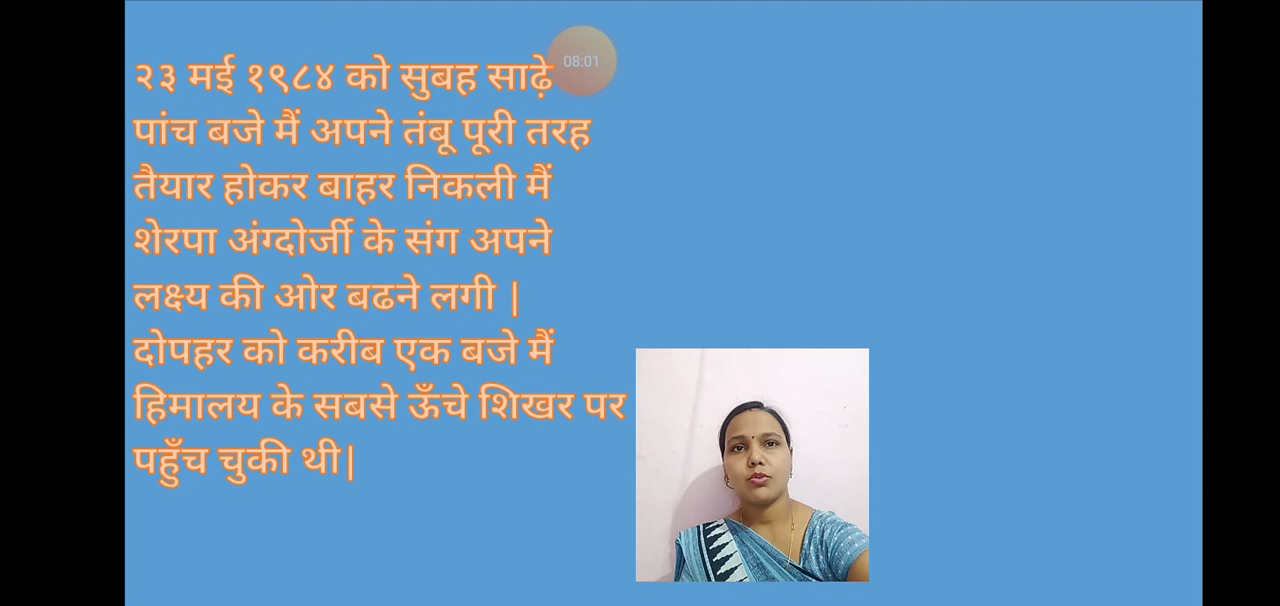 २३ मई १९८४ को सुबह साढ़े
08:01
पांच बजे मैं अपने तंबू पूरी तरह
तैयार होकर बाहर निकली मैं
शेरपा अंग्दोर्जी के संग अपने
लक्ष्य की ओर बढने लगी |
दोपहर को करीब एक बजे मैं
हिमालय के सबसे ऊँचे शिखर पर
पहुँच चुकी थी|